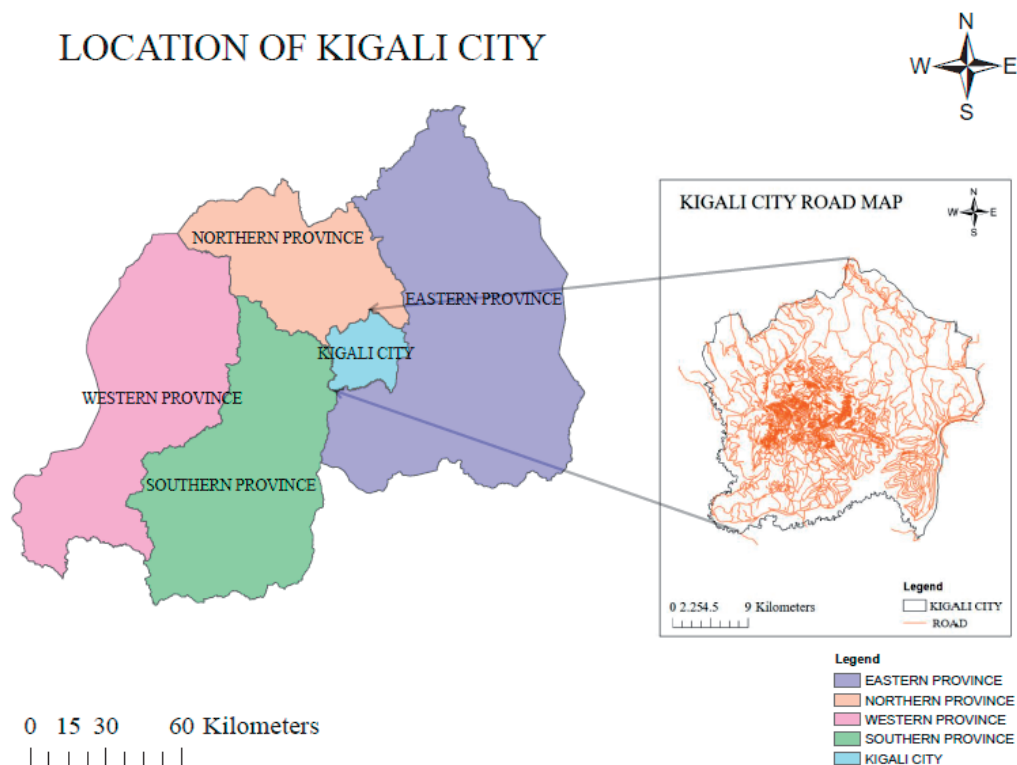 LOCATION OF KIGALI CITY
N
W E
S
NORTHERN PROVINCE
EASTERN PROVINCE
KIGALI CITY
WESTERN PROVINCE
SOUTHERN PROVINCE
KIGALI CITY ROAD MAP
N
W E
S
Legend
KIGALI CITY
ROAD
0 2.254.5 9 Kilometers
Legend
EASTERN PROVINCE
NORTHERN PROVINCE
WESTERN PROVINCE
SOUTHERN PROVINCE
KIGALI CITY
0 15 30 60 Kilometers